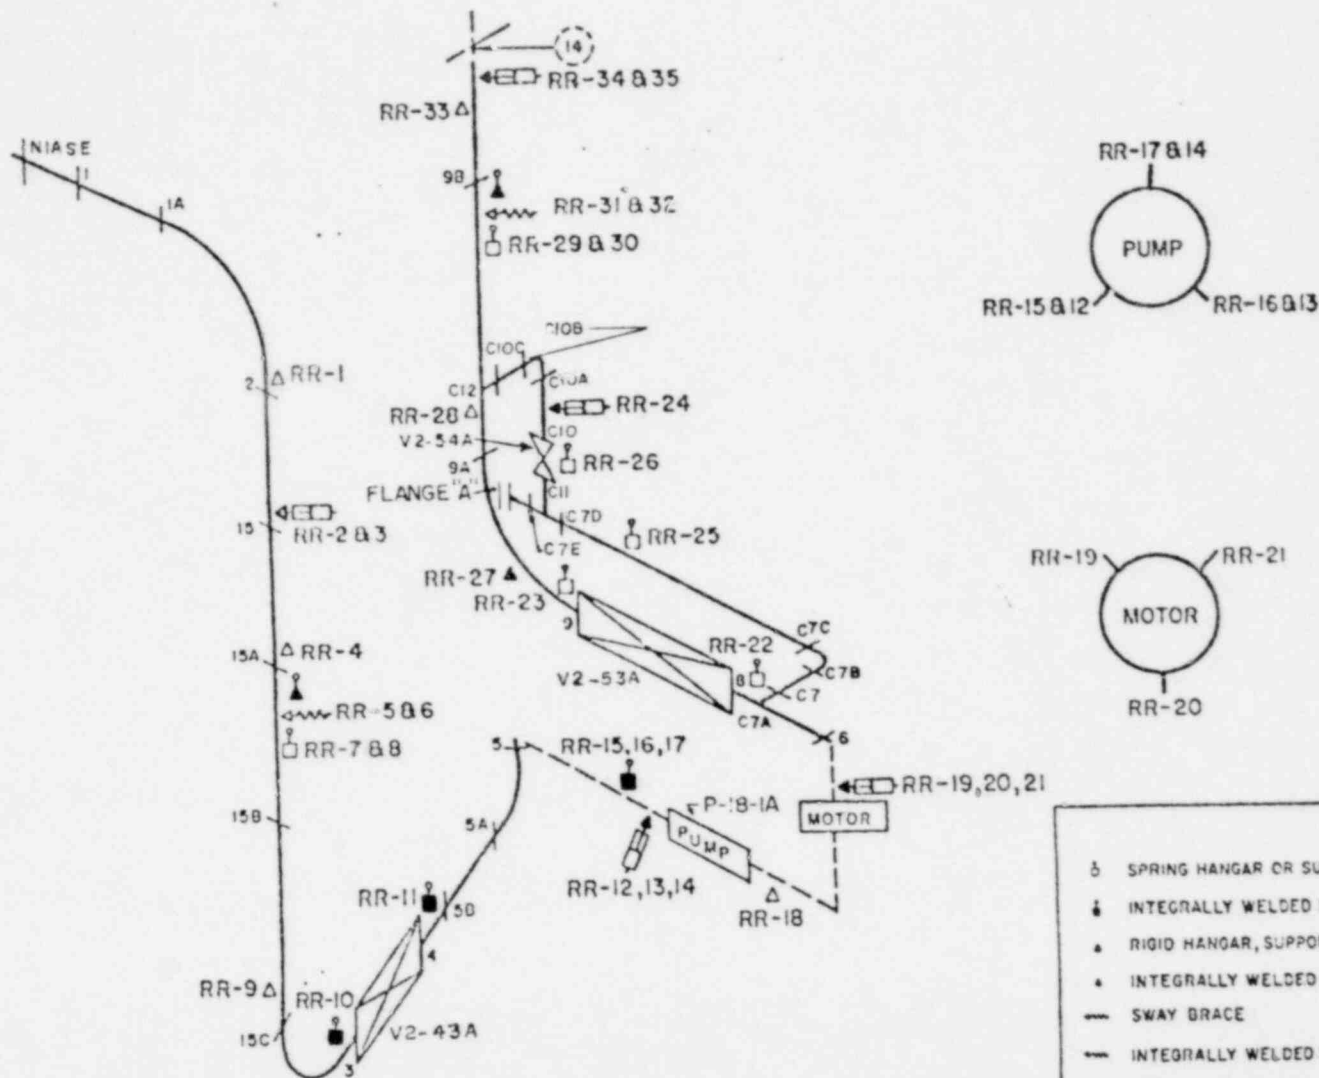 14
RR-34 & 35
RR-33
NIASE
1
1A
9B
RR-31 & 32
RR-29 & 30
RR-17 & 14
PUMP
RR-15 & 12
RR-16 & 13
C10B
C10C
C10A
2
RR-1
C12
RR-28
RR-24
V2-54A
C10
9A
RR-26
FLANGE "A"
C11
C7D
15
RR-2 & 3
C7E
RR-25
RR-27
RR-23
RR-19
RR-21
MOTOR
RR-20
9
C7C
RR-22
C7B
8
C7
V2-53A
C7A
6
15A
RR-4
RR-5 & 6
RR-7 & 8
5
RR-15, 16, 17
RR-19, 20, 21
P-18-1A
PUMP
MOTOR
15B
5A
RR-12, 13, 14
RR-18
RR-11
5B
4
RR-9
RR-10
V2-43A
15C
3
SPRING HANGAR OR SU
INTEGRALLY WELDED
RIGID HANGAR, SUPPO
INTEGRALLY WELDED
SWAY BRACE
INTEGRALLY WELDED